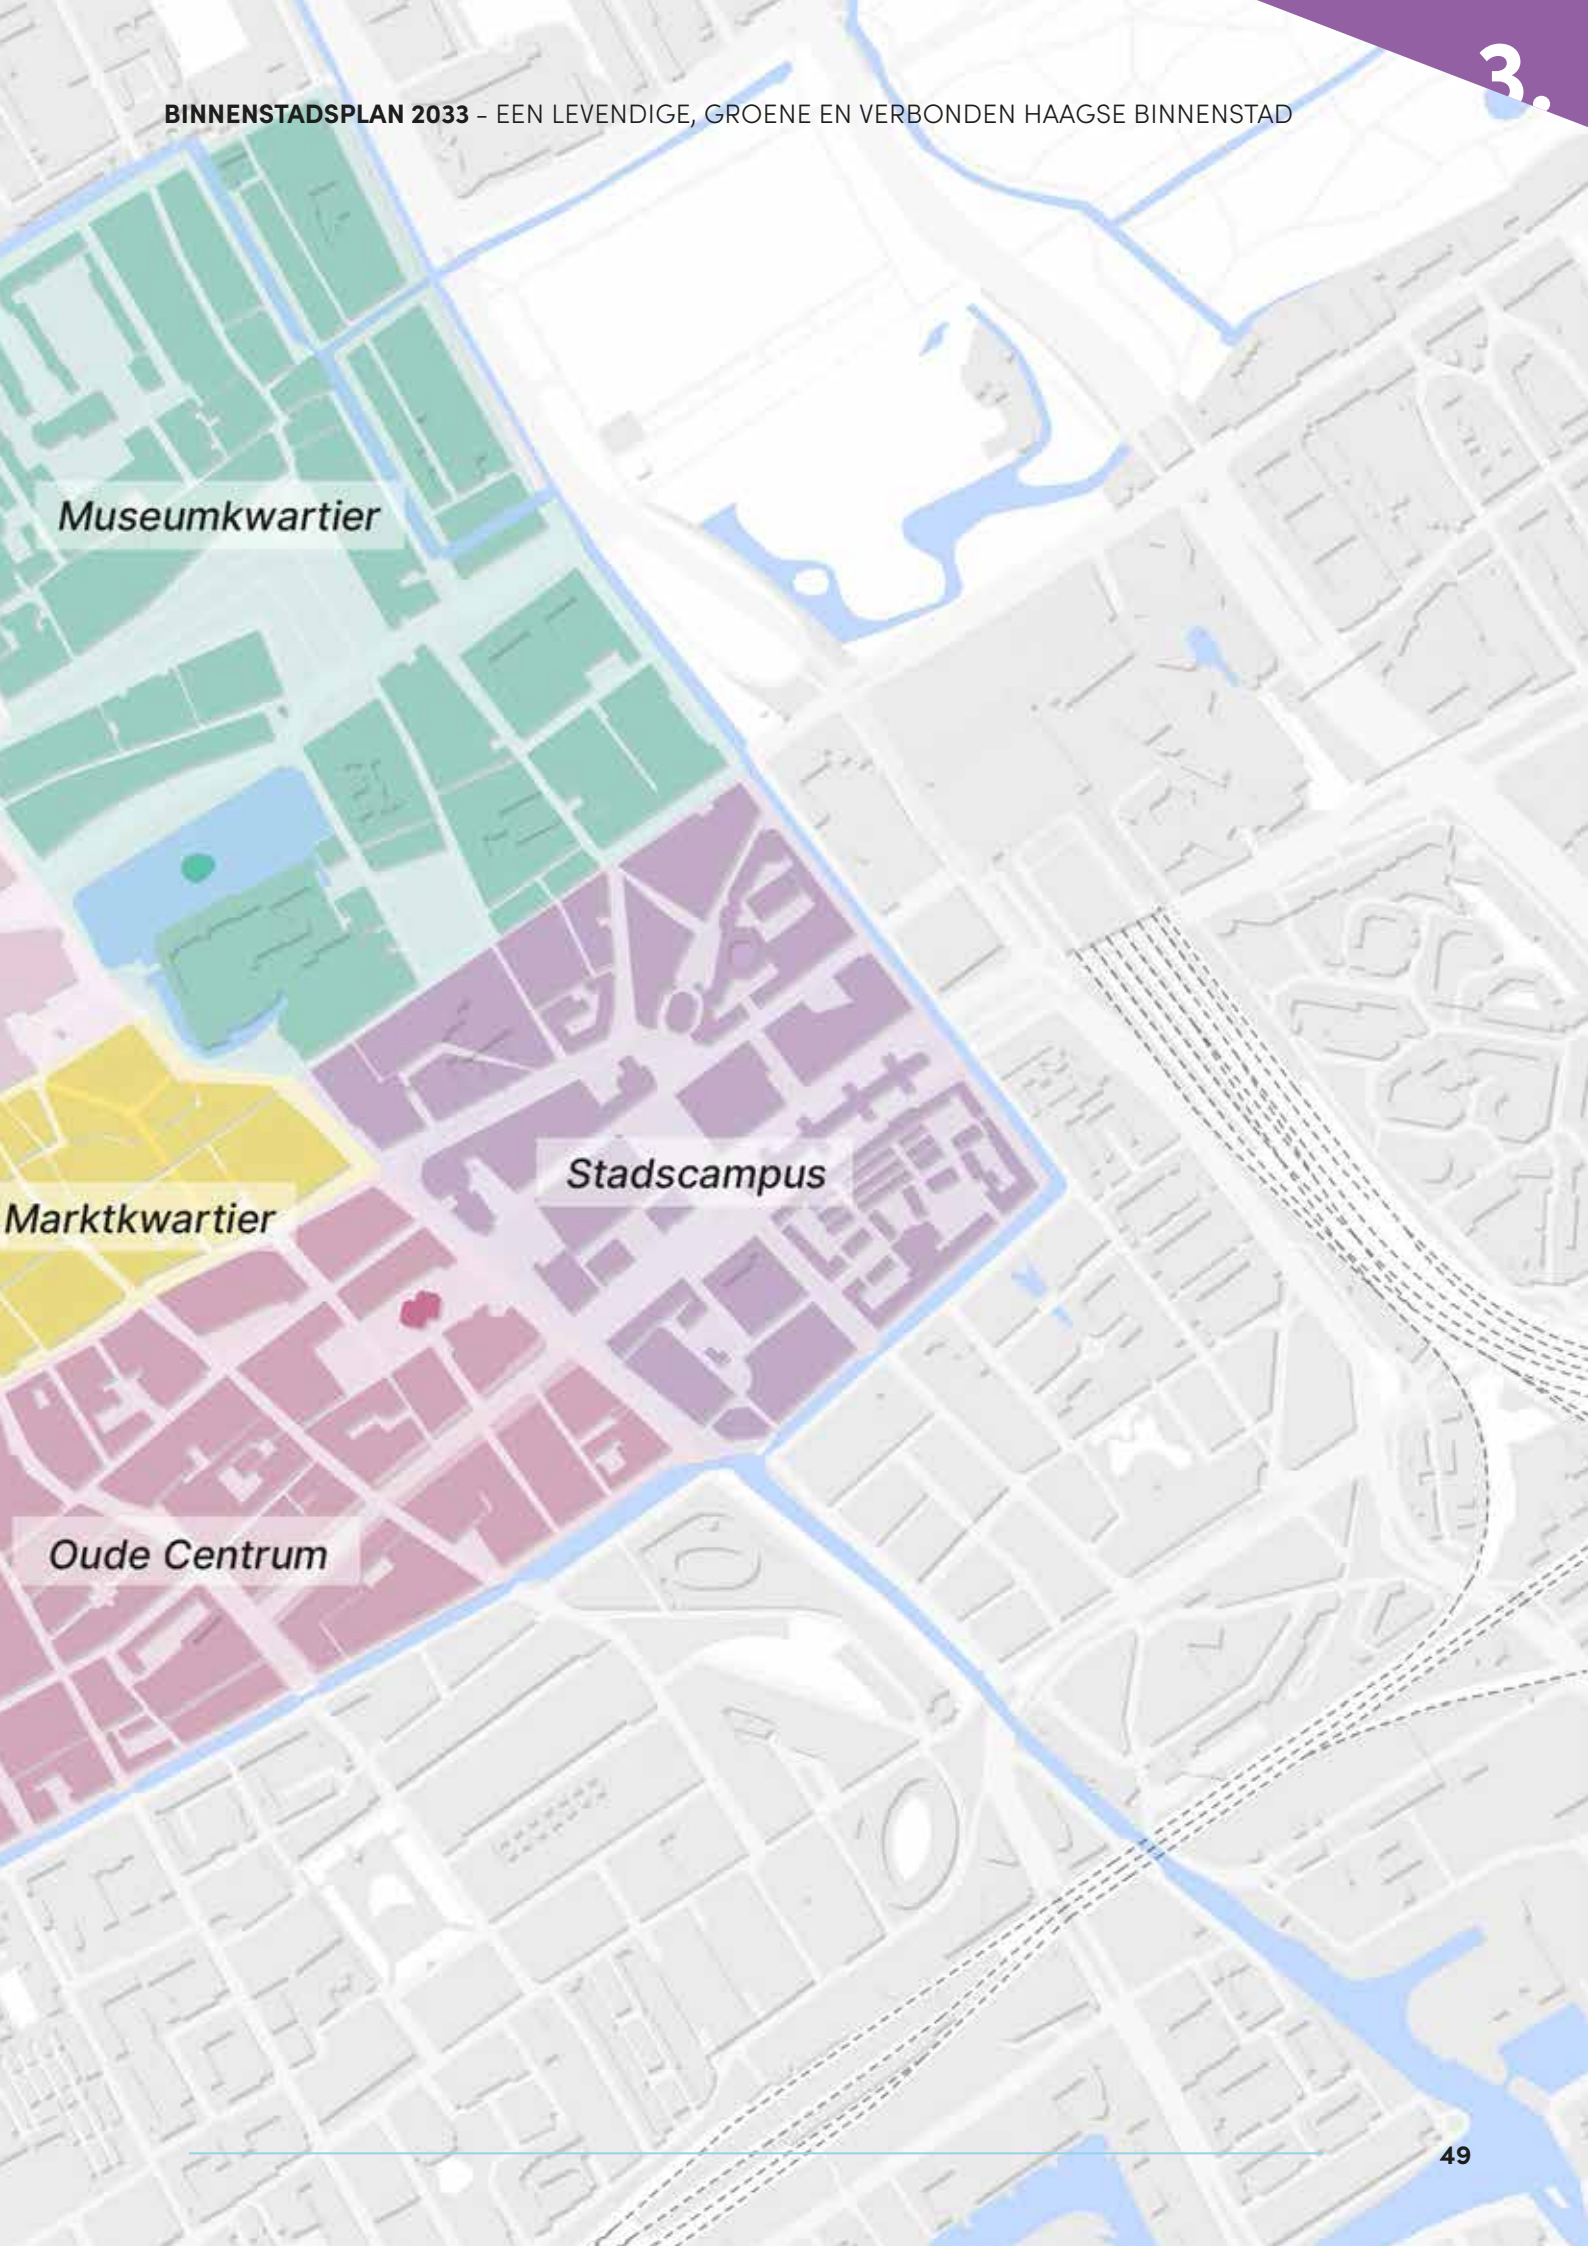 3.
BINNENSTADSPLAN 2033 - EEN LEVENDIGE, GROENE EN VERBONDEN HAAGSE BINNENSTAD
Museumkwartier
Stadscampus
Marktkwartier
Oude Centrum
49